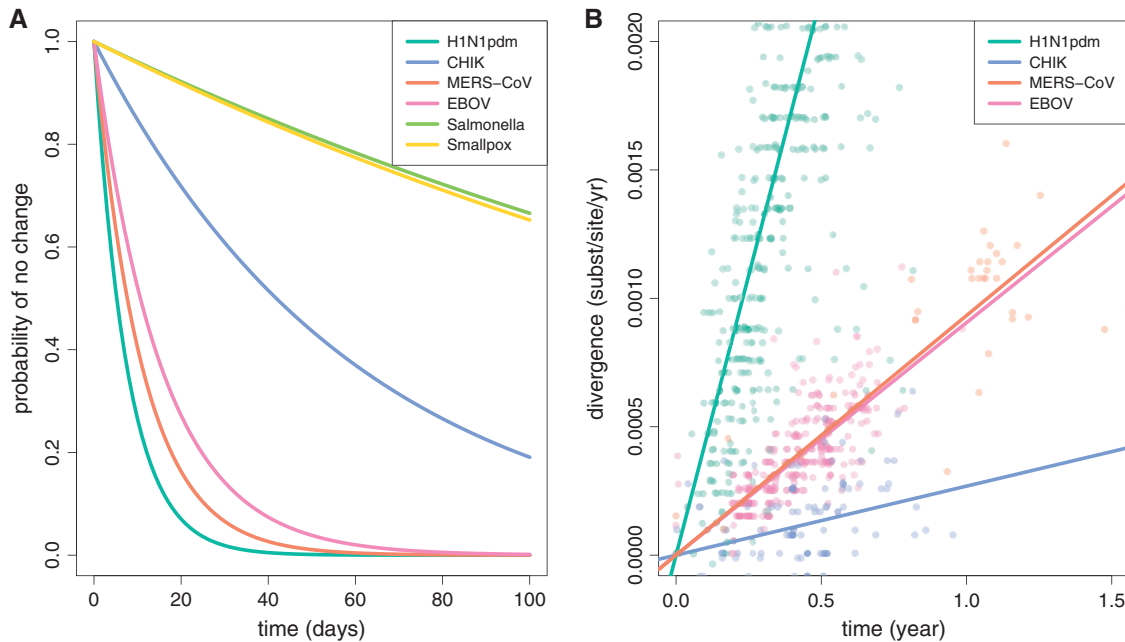 A
probability of no change
1.0
0.8
0.6
0.4
0.2
0.0
H1N1pdm
CHIK
MERS−CoV
EBOV
Salmonella
Smallpox
0
20
40
60
80
100
time (days)
B
divergence (subst/site/yr)
0.0020
0.0015
0.0010
0.0005
0.0000
H1N1pdm
CHIK
MERS−CoV
EBOV
0.0
0.5
1.0
1.5
time (year)